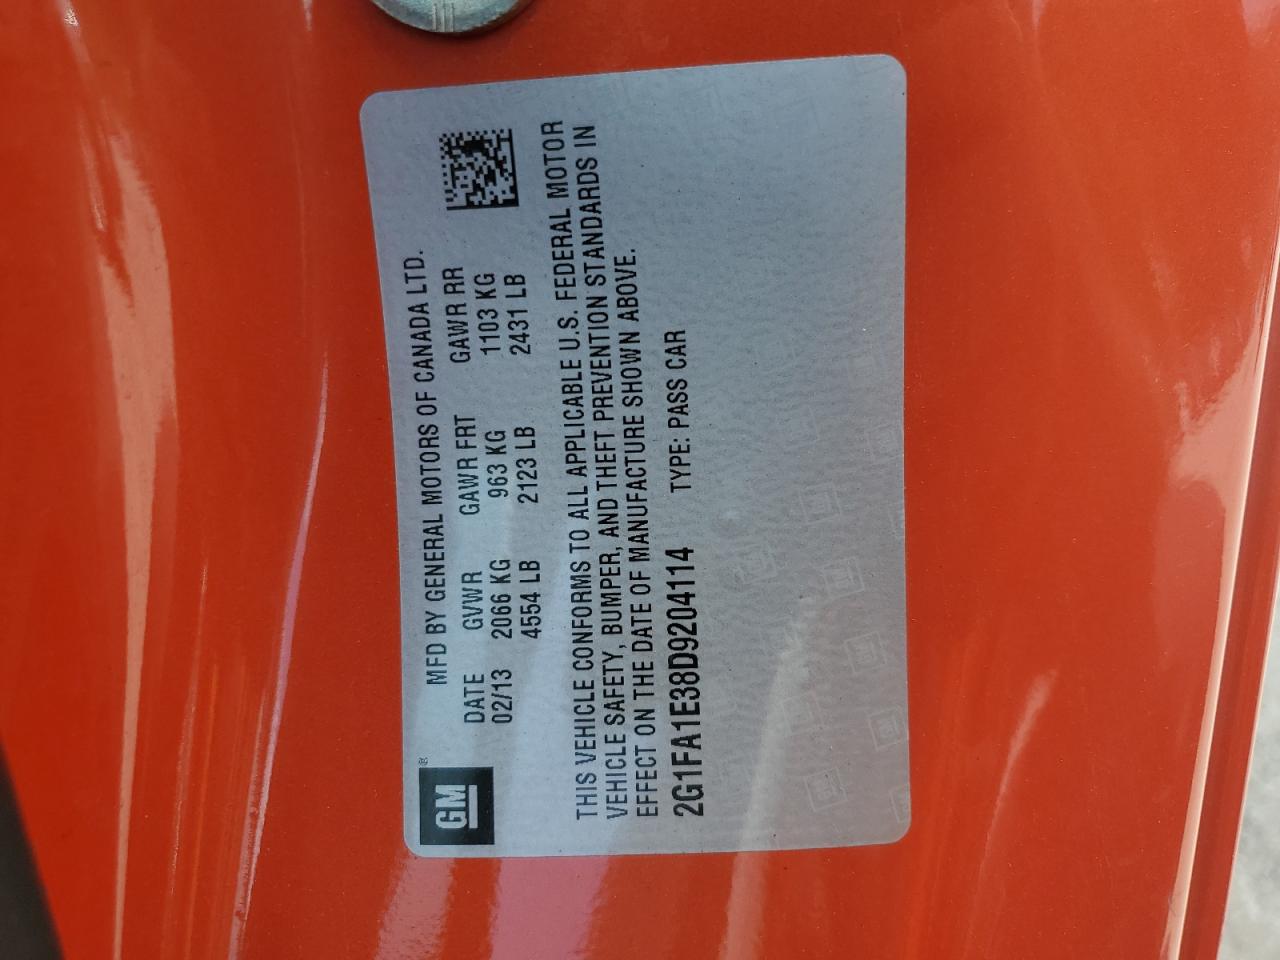 GM®
MFD BY GENERAL MOTORS OF CANADA LTD.
DATE GVWR GAWR FRT GAWR RR
02/13 2066 KG 963 KG 1103 KG
4554 LB 2123 LB 2431 LB
THIS VEHICLE CONFORMS TO ALL APPLICABLE U.S. FEDERAL MOTOR
VEHICLE SAFETY, BUMPER, AND THEFT PREVENTION STANDARDS IN
EFFECT ON THE DATE OF MANUFACTURE SHOWN ABOVE.
2G1FA1E38D9204114 TYPE: PASS CAR